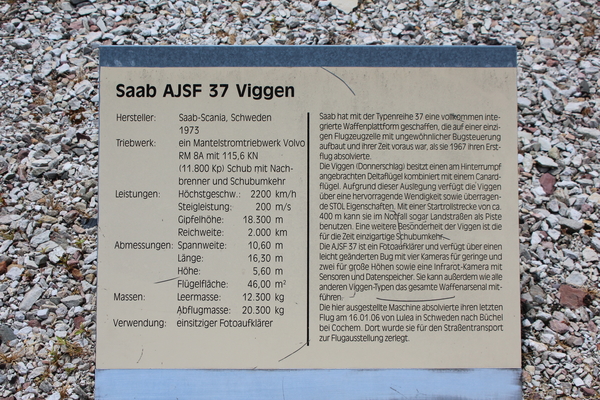 Saab AJSF 37 Viggen
Hersteller: Saab-Scania, Schweden
1973
Triebwerk: ein Mantelstromtriebwerk Volvo
RM 8A mit 115,6 KN
(11.800 Kp) Schub mit Nach-
brenner und Schubumkehr
Leistungen: Höchstgeschw.: 2200 km/h
Steigleistung: 200 m/s
Gipfelhöhe: 18.300 m
Reichweite: 2.000 km
Abmessungen: Spannweite: 10,60 m
Länge: 16,30 m
Höhe: 5,60 m
Flügelfläche: 46,00 m²
Massen: Leermasse: 12.300 kg
Abflugmasse: 20.300 kg
Verwendung: einsitziger Fotoaufklärer
Saab hat mit der Typenreihe 37 eine vollkommen inte-
grierte Waffenplattform geschaffen, die auf einer einzi-
gen Flugzeugzelle mit ungewöhnlicher Bugsteuerung
aufbaut und ihrer Zeit voraus war, als sie 1967 ihren Erst-
flug absolvierte.
Die Viggen (Donnerschlag) besitzt einen am Hinterrumpf
angebrachten Deltaflügel kombiniert mit einem Canard-
flügel. Aufgrund dieser Auslegung verfügt die Viggen
über eine hervorragende Wendigkeit sowie überragen-
de STOL Eigenschaften. Mit einer Startrollstrecke von ca.
400 m kann sie im Notfall sogar Landstraßen als Piste
benutzen. Eine weitere Besonderheit der Viggen ist die
für die Zeit einzigartige Schubumkehr.
Die AJSF 37 ist ein Fotoaufklärer und verfügt über einen
leicht geänderten Bug mit vier Kameras für geringe und
zwei für große Höhen sowie eine Infrarot-Kamera mit
Sensoren und Datenspeicher. Sie kann außerdem wie alle
anderen Viggen-Typen das gesamte Waffenarsenal mit-
führen.
Die hier ausgestellte Maschine absolvierte ihren letzten
Flug am 16.01.06 von Lulea in Schweden nach Büchel
bei Cochem. Dort wurde sie für den Straßentransport
zur Flugausstellung zerlegt.